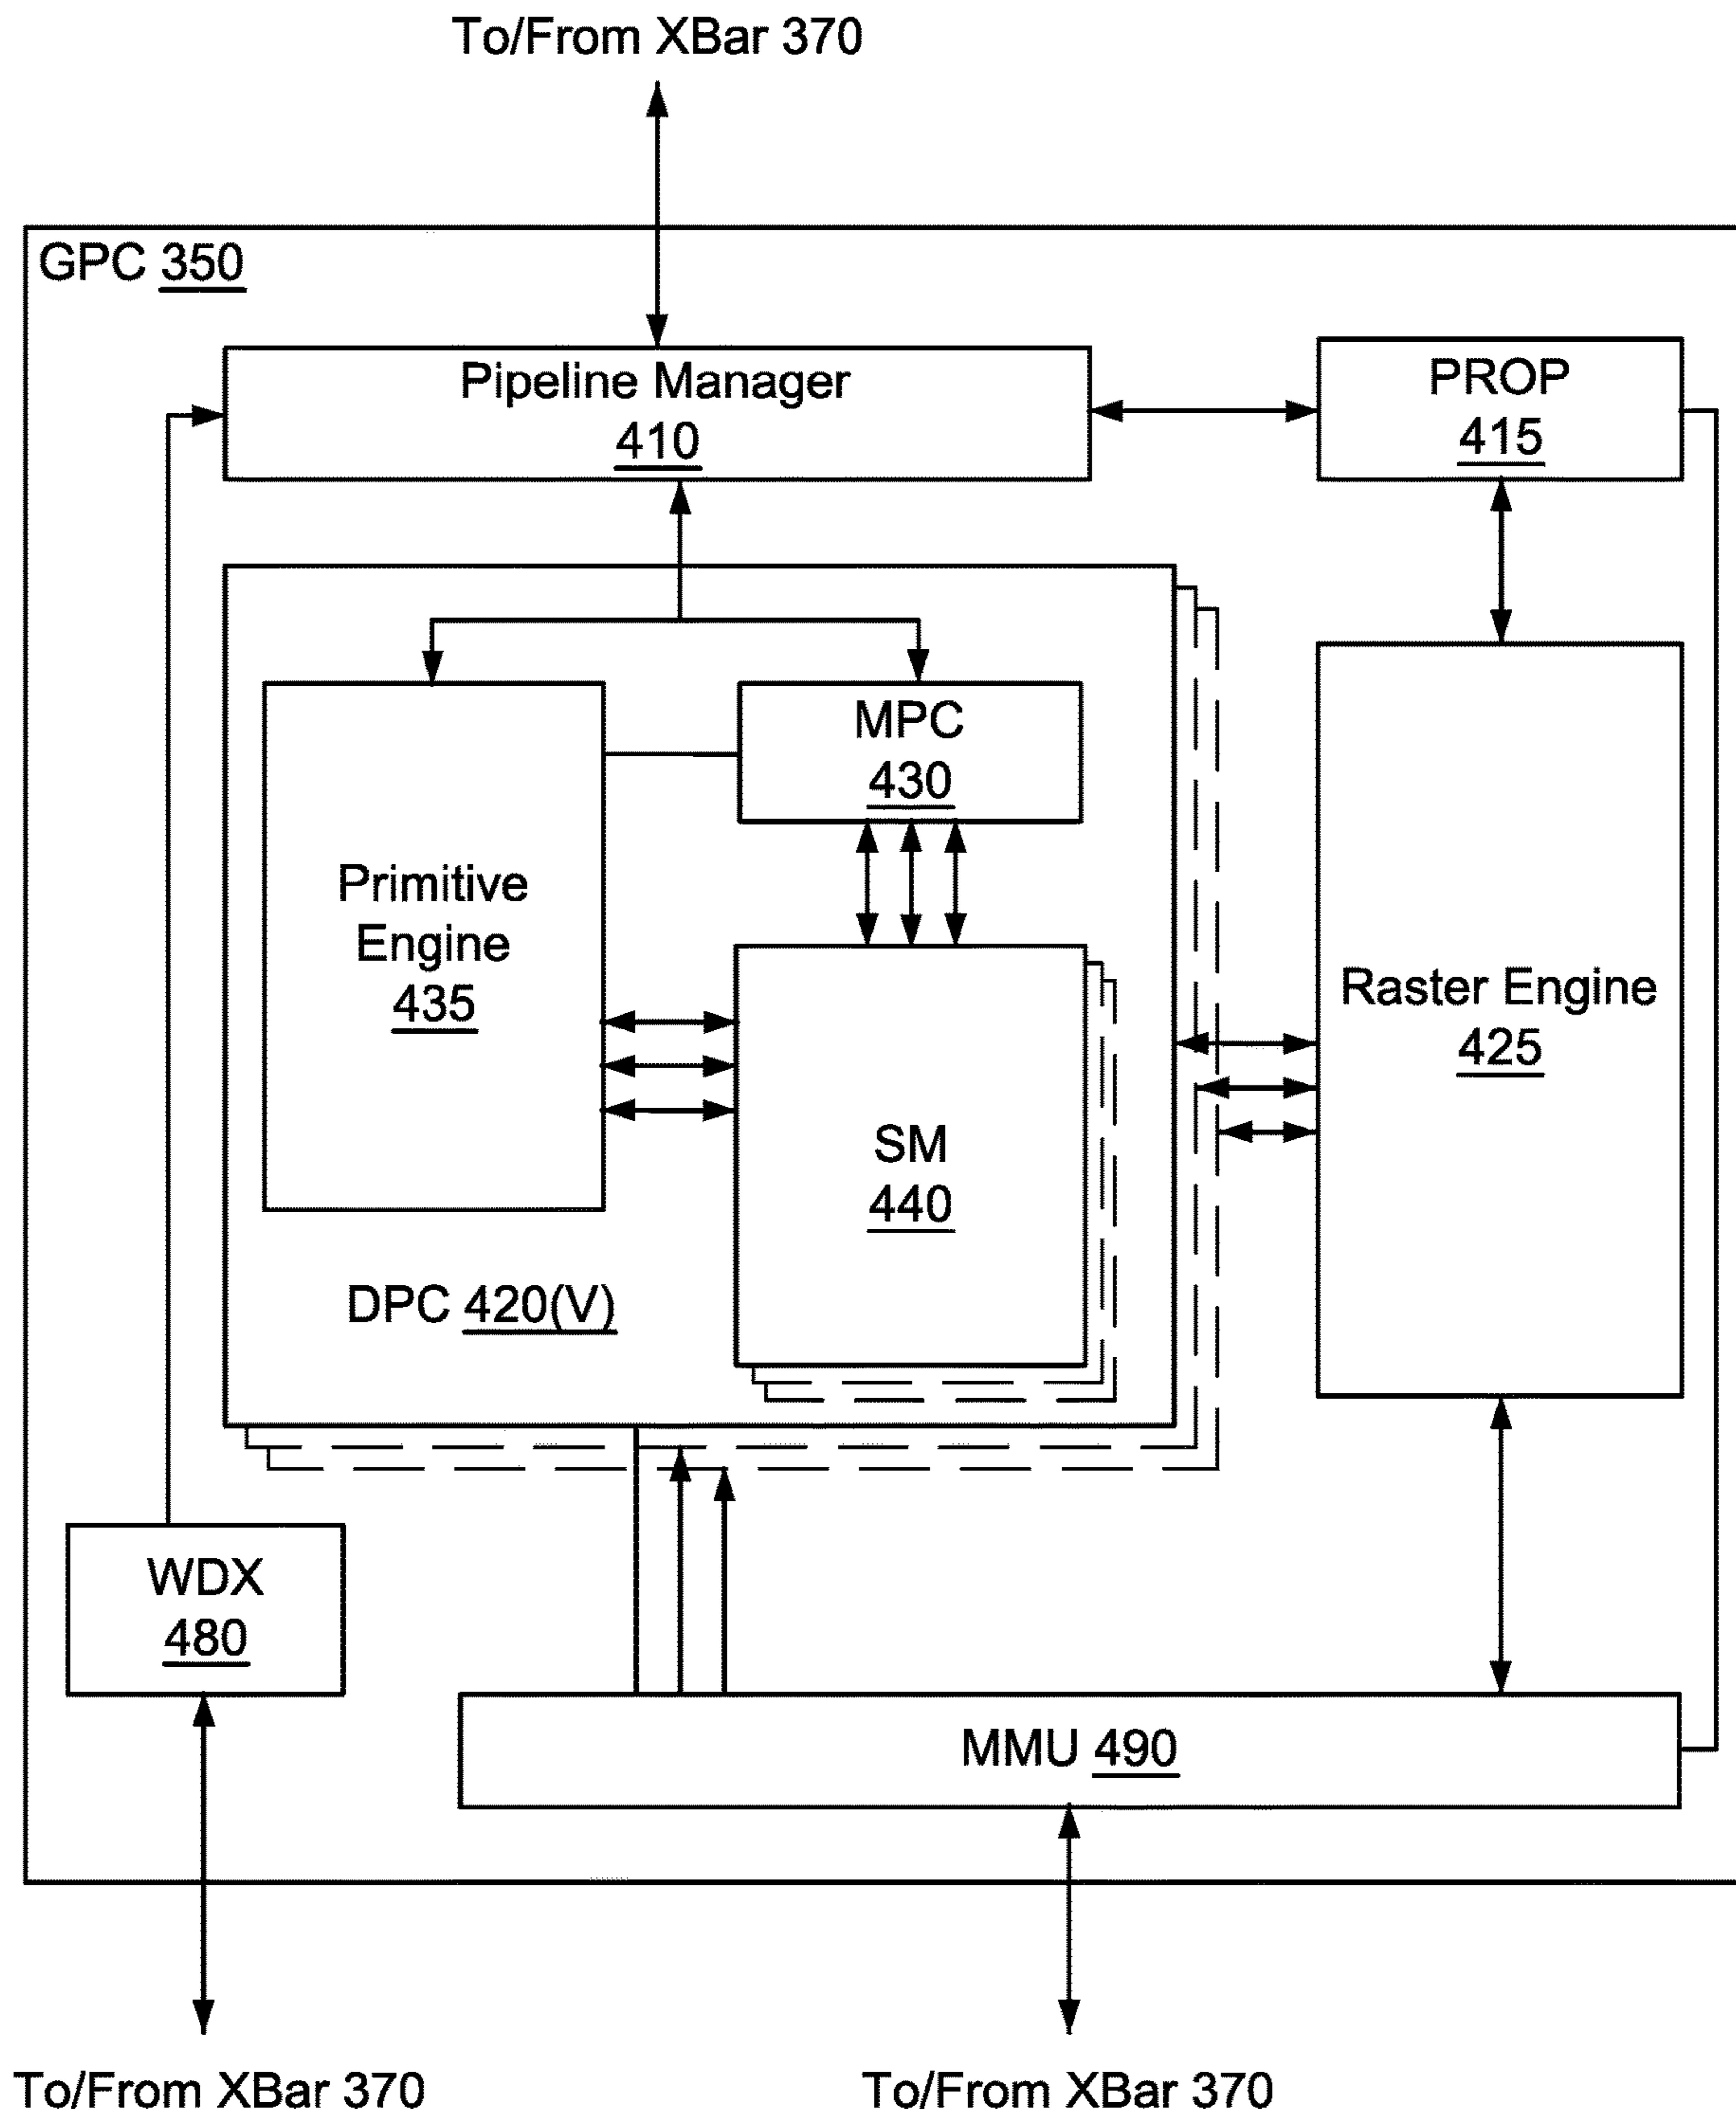 To/From XBar 370
GPC 350
Pipeline Manager
410
PROP
415
MPC
430
Primitive
Engine
435
Raster Engine
425
SM
440
DPC 420(V)
WDX
480
MMU 490
To/From XBar 370
To/From XBar 370